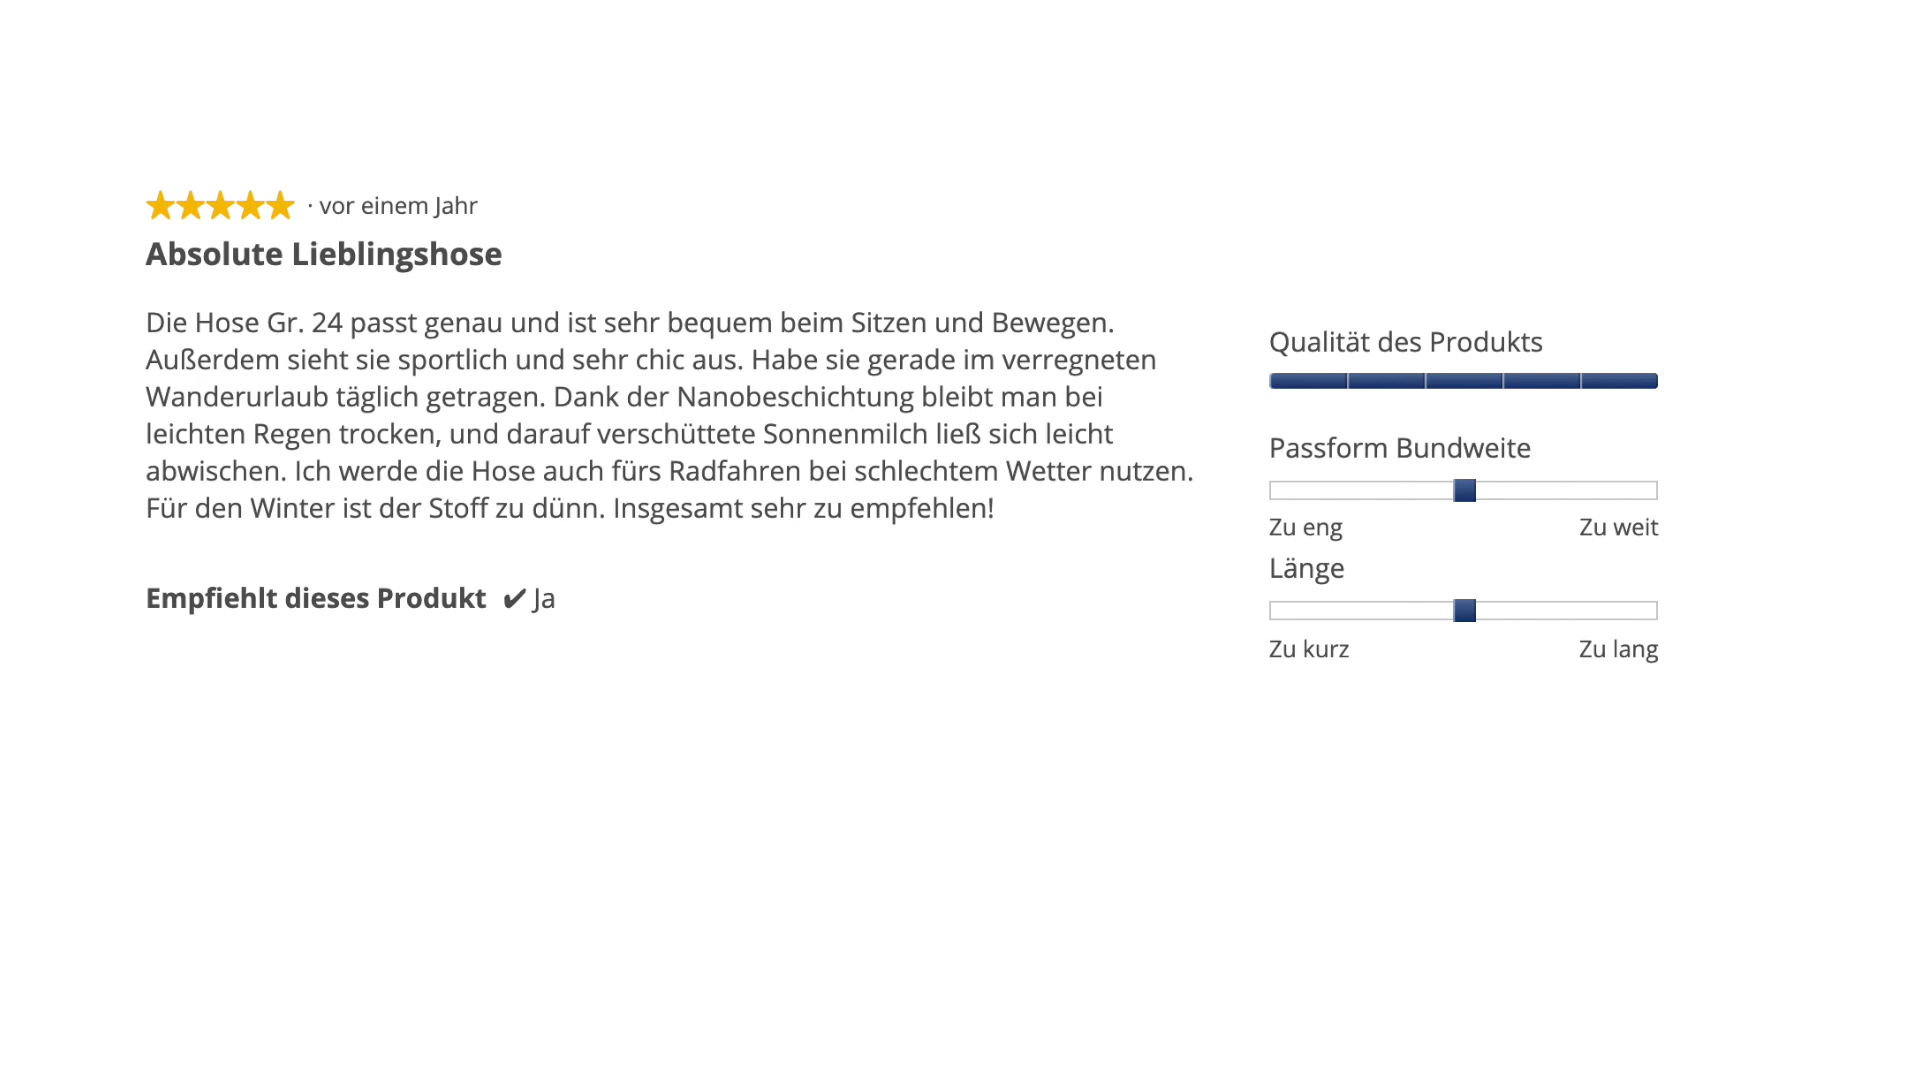 · vor einem Jahr
Absolute Lieblingshose
Die Hose Gr. 24 passt genau und ist sehr bequem beim Sitzen und Bewegen.
Außerdem sieht sie sportlich und sehr chic aus. Habe sie gerade im verregneten
Wanderurlaub täglich getragen. Dank der Nanobeschichtung bleibt man bei
leichten Regen trocken, und darauf verschüttete Sonnenmilch ließ sich leicht
abwischen. Ich werde die Hose auch fürs Radfahren bei schlechtem Wetter nutzen.
Für den Winter ist der Stoff zu dünn. Insgesamt sehr zu empfehlen!
Empfiehlt dieses Produkt ✔ Ja
Qualität des Produkts
Passform Bundweite
Zu eng Zu weit
Länge
Zu kurz Zu lang